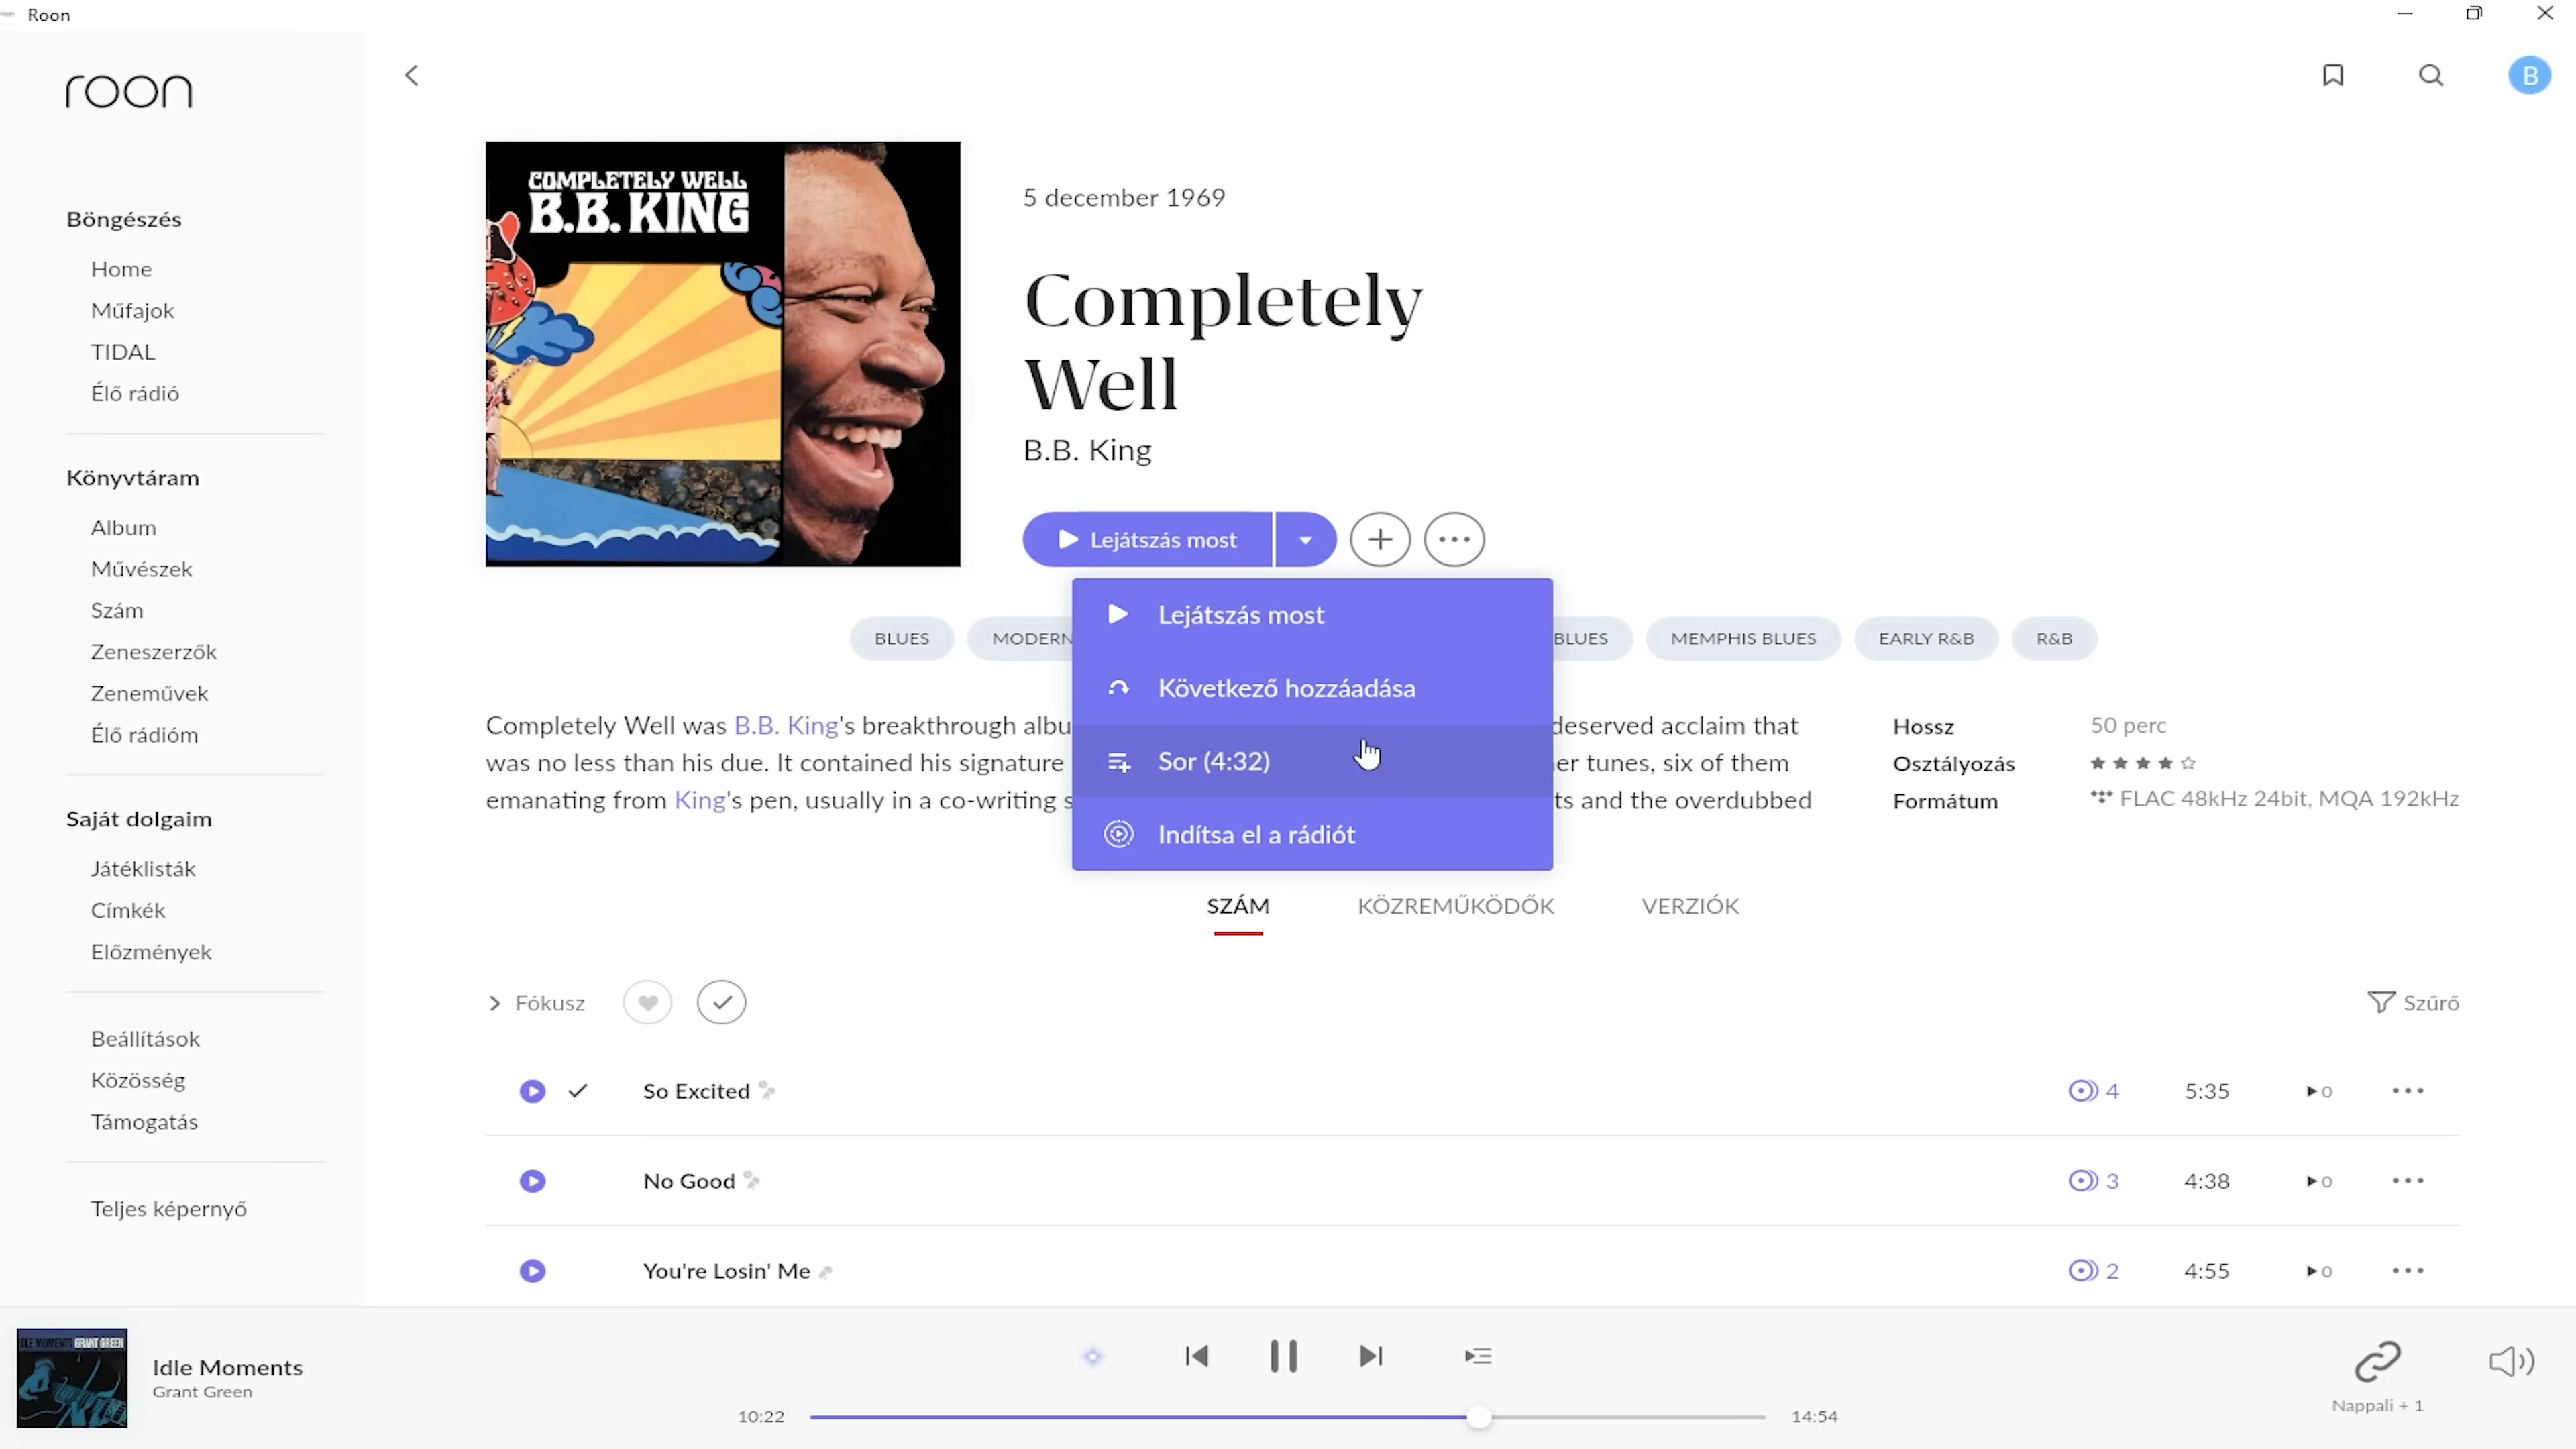 Roon
roon
Böngészés
Home
Műfajok
TIDAL
Élő rádió
Könyvtáram
Album
Művészek
Szám
Zeneszerzők
Zeneművek
Élő rádióm
Saját dolgaim
Játéklisták
Címkék
Előzmények
Beállítások
Közösség
Támogatás
Teljes képernyő
B
COMPLETELY WELL
B.B. KING
5 december 1969
Completely
Well
B.B. King
Lejátszás most
Lejátszás most
Következő hozzáadása
Sor (4:32)
Indítsa el a rádiót
BLUES MODERN BLUES MEMPHIS BLUES EARLY R&B R&B
Completely Well was B.B. King's breakthrough albu deserved acclaim that
was no less than his due. It contained his signature er tunes, six of them
emanating from King's pen, usually in a co-writing s ts and the overdubbed
Hossz 50 perc
Osztályozás
Formátum FLAC 48kHz 24bit, MQA 192kHz
SZÁM KÖZREMŰKÖDŐK VERZIÓK
Fókusz Szűrő
So Excited 4 5:35 0
No Good 3 4:38 0
You're Losin' Me 2 4:55 0
IDLE MOMENTS GRANT GREEN
Idle Moments
Grant Green
10:22 14:54
Nappali + 1